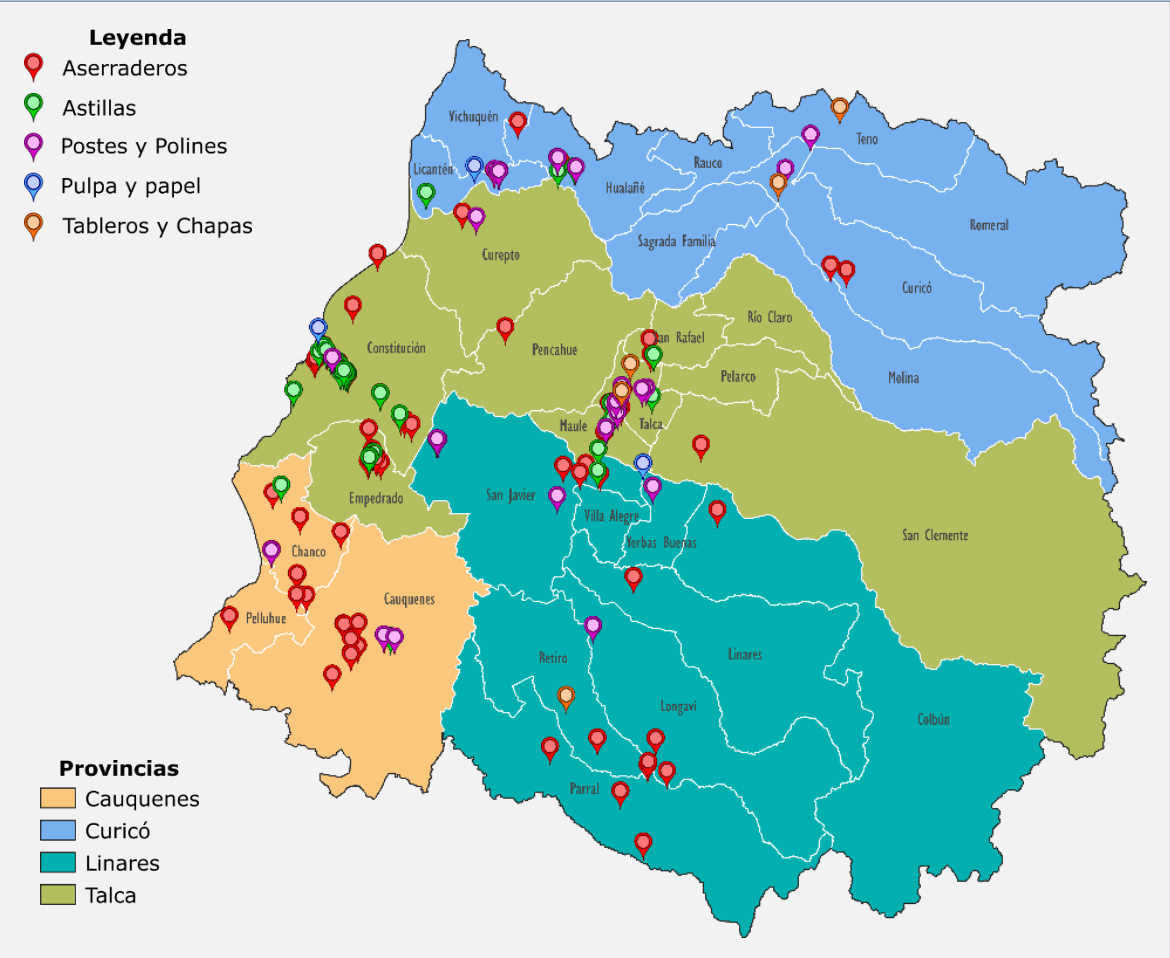 Leyenda
Aserraderos
Astillas
Postes y Polines
Pulpa y papel
Tableros y Chapas
Vichuquén
Teno
Licantén
Rauco
Hualañé
Romeral
Sagrada Familia
Curepto
Curicó
Río Claro
an Rafael
Constitución
Pencahue
Pelarco
Molina
Maule
Talca
Empedrado
San Javier
Villa Alegre
San Clemente
Yerbas Buenas
Chanco
Cauquenes
Pelluhue
Retiro
Linares
Longaví
Colbún
Parral
Provincias
Cauquenes
Curicó
Linares
Talca